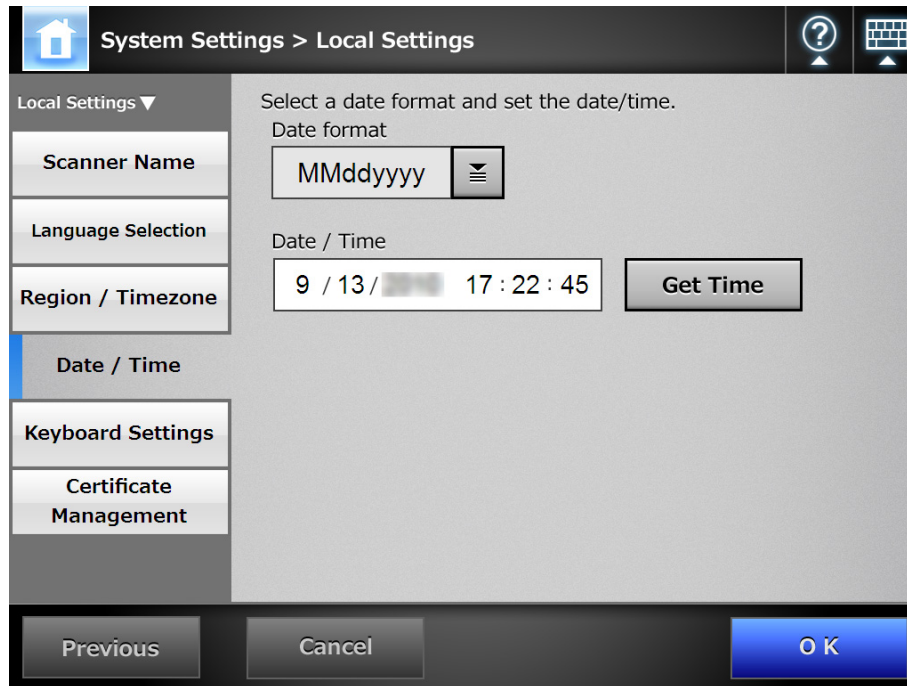 System Settings > Local Settings
?
Local Settings ▼
Scanner Name
Language Selection
Region / Timezone
Date / Time
Keyboard Settings
Certificate
Management
Select a date format and set the date/time.
Date format
MMddyyyy
Date / Time
9 / 13 / 17 : 22 : 45
Get Time
Previous
Cancel
O K